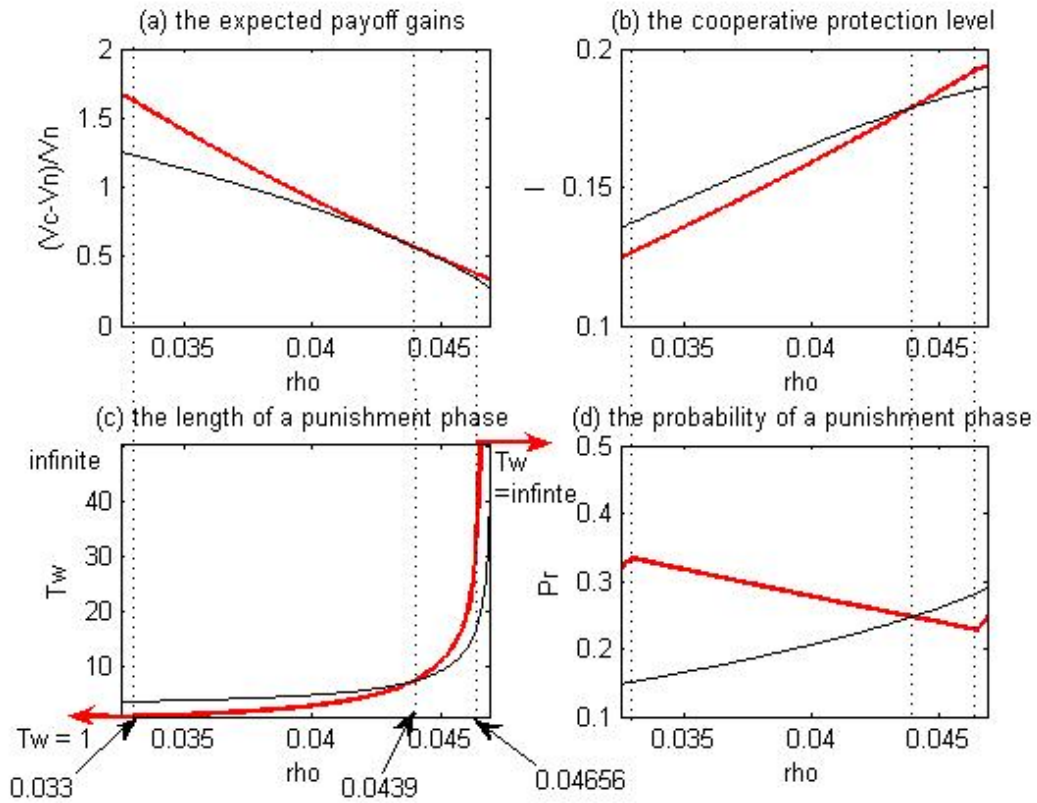 (a) the expected payoff gains
2
1.5
1
0.5
0
(Vc-Vn)/Vn
0.035
0.04
0.045
rho
(b) the cooperative protection level
0.2
0.15
0.1
l
0.035
0.04
0.045
rho
(c) the length of a punishment phase
infinite
40
30
20
10
Tw
Tw
=infinte
Tw = 1
0.035
0.04
0.045
rho
0.033
0.0439
0.04656
(d) the probability of a punishment phase
0.5
0.4
0.3
0.2
0.1
Pr
0.035
0.04
0.045
rho